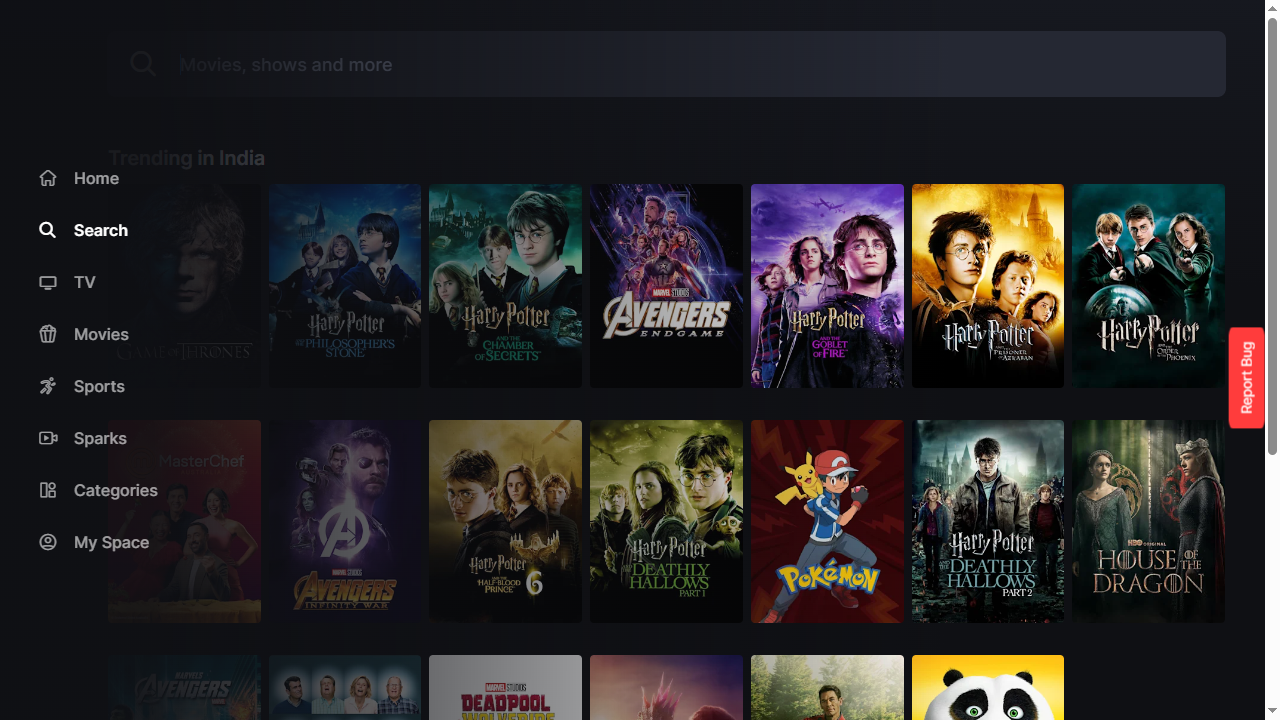 Movies, shows and more
Trending in India
Home
Search
TV
Movies
Sports
Sparks
Categories
My Space
GAME OF THRONES
Harry Potter
AND THE
PHILOSOPHER'S
STONE
Harry Potter
AND THE
CHAMBER
OF SECRETS
MARVEL STUDIOS
AVENGERS
ENDGAME
Harry Potter
AND THE
GOBLET
OF FIRE
Harry Potter
AND THE
PRISONER
OF AZKABAN
Harry Potter
AND THE
ORDER
OF THE
PHOENIX
Report Bug
MasterChef
MARVEL STUDIOS
AVENGERS
INFINITY WAR
Harry Potter
AND THE
HALF-BLOOD
PRINCE
6
Harry Potter
AND THE
DEATHLY
HALLOWS
PART 1
POKéMON
Harry Potter
AND THE
DEATHLY
HALLOWS
PART 2
HBO ORIGINAL
HOUSE OF THE
DRAGON
MARVEL'S
AVENGERS
MARVEL STUDIOS
DEADPOOL
WOLVERINE